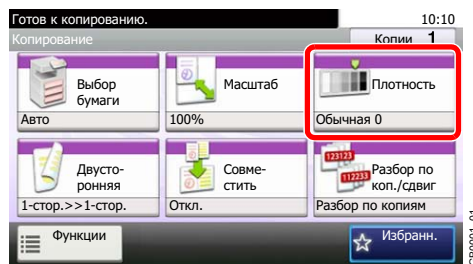 Готов к копированию.
10:10
Копирование
Копии 1
Выбор
бумаги
Авто
Масштаб
100%
Плотность
Обычная 0
Двусто-
ронняя
1-стор.>>1-стор.
Совме-
стить
Откл.
123123
112233
Разбор по
коп./сдвиг
Разбор по копиям
Функции
Избранн.